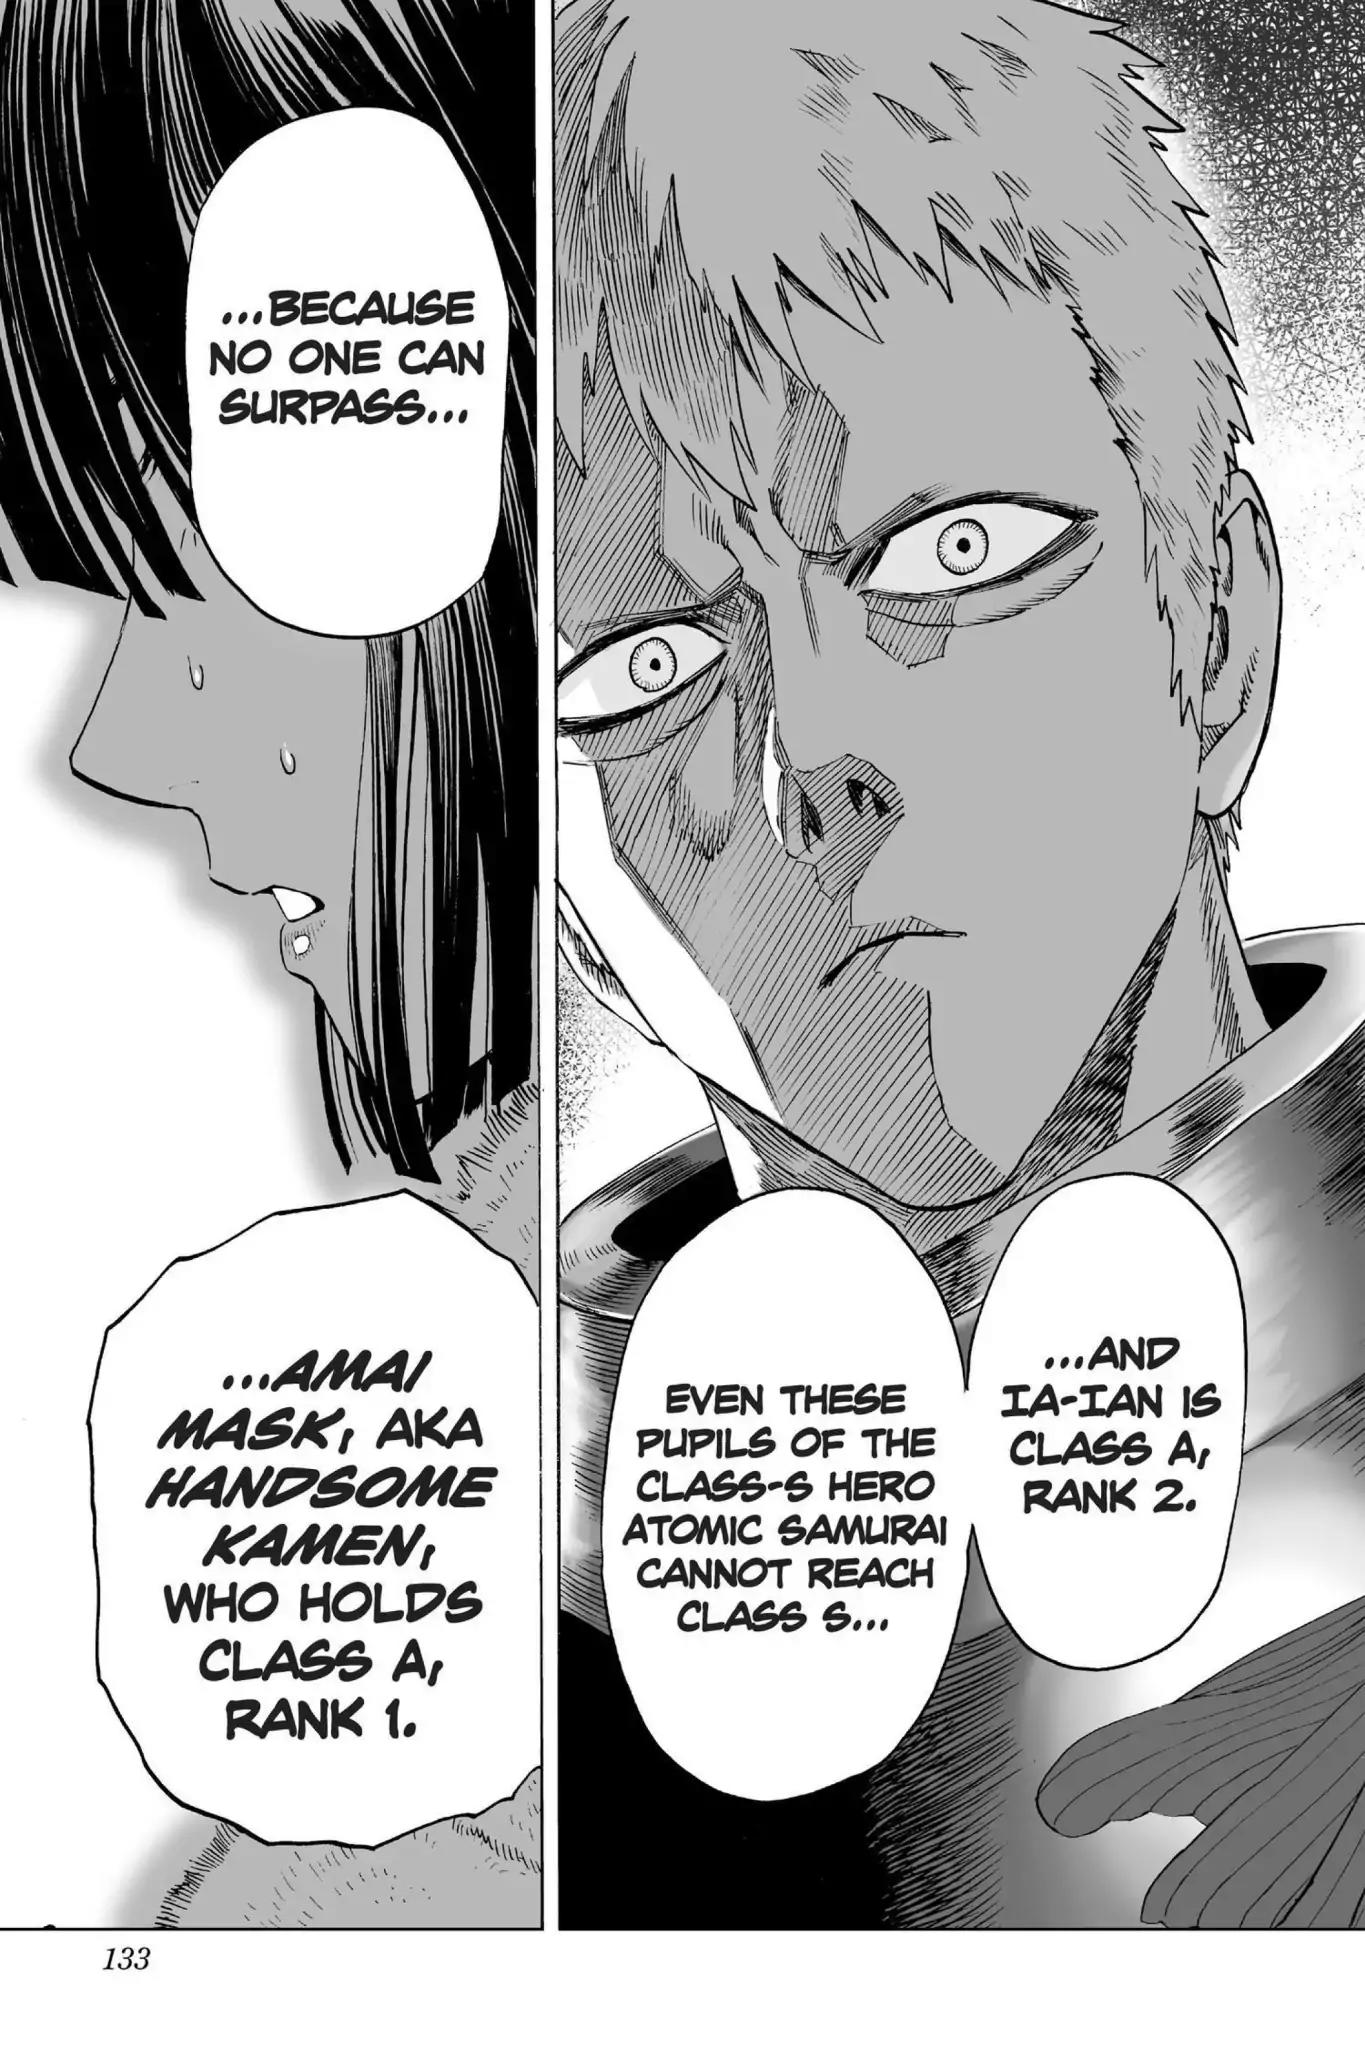 ...AND
IA-IAN IS
CLASS A,
RANK 2.
EVEN THESE
PUPILS OF THE
CLASS-S HERO
ATOMIC SAMURAI
CANNOT REACH
CLASS S...
...BECAUSE
NO ONE CAN
SURPASS...
...AMAI
MASK, AKA
HANDSOME
KAMEN,
WHO HOLDS
CLASS A,
RANK 1.
133